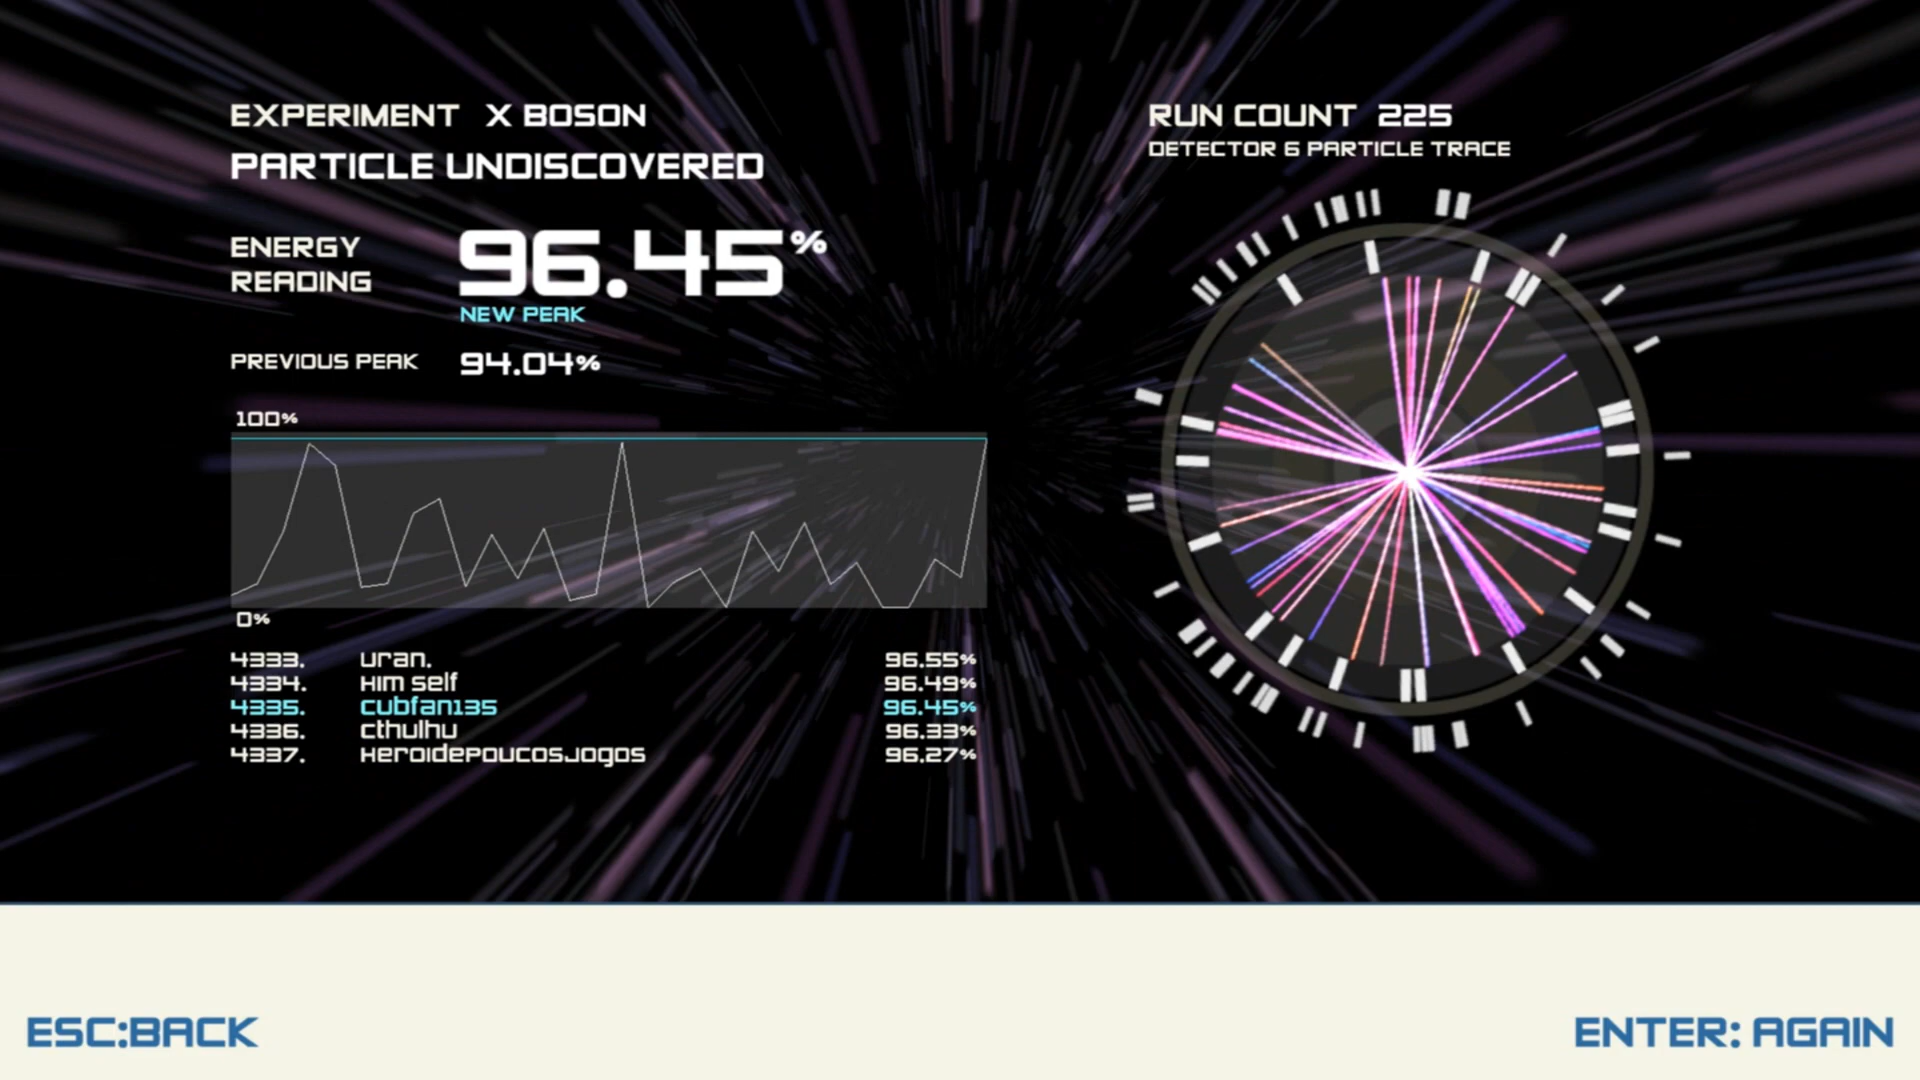 EXPERIMENT X BOSON
PARTICLE UNDISCOVERED
ENERGY READING 96.45%
NEW PEAK
PREVIOUS PEAK 94.04%
100%
0%
4333. uran. 96.55%
4334. Him self 96.49%
4335. cubfan135 96.45%
4336. cthulhu 96.33%
4337. Heroidepoucosjogos 96.27%
RUN COUNT 225
DETECTOR 6 PARTICLE TRACE
ESC:BACK
ENTER: AGAIN